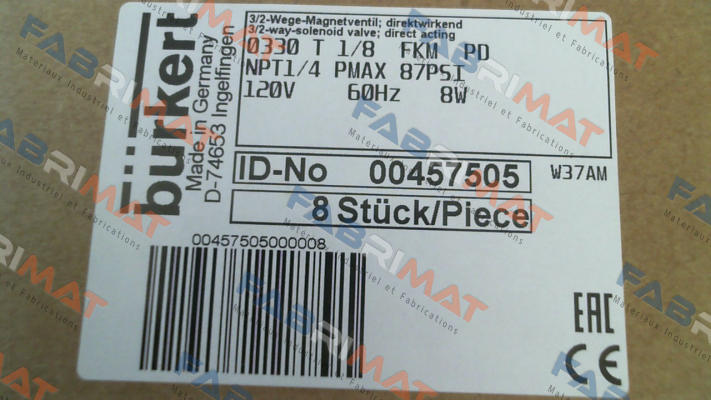 bürkert
Made in Germany
D-74653 Ingelfingen
3/2-Wege-Magnetventil; direktwirkend
3/2-way-solenoid valve; direct acting
0330 T 1/8 FKM PD
NPT1/4 PMAX 87PSI
120V 60Hz 8W
ID-No 00457505
W37AM
8 Stück/Piece
00457505000008
EAC
CE
FABRIMAT
Materiaux Industriel et Fabrications